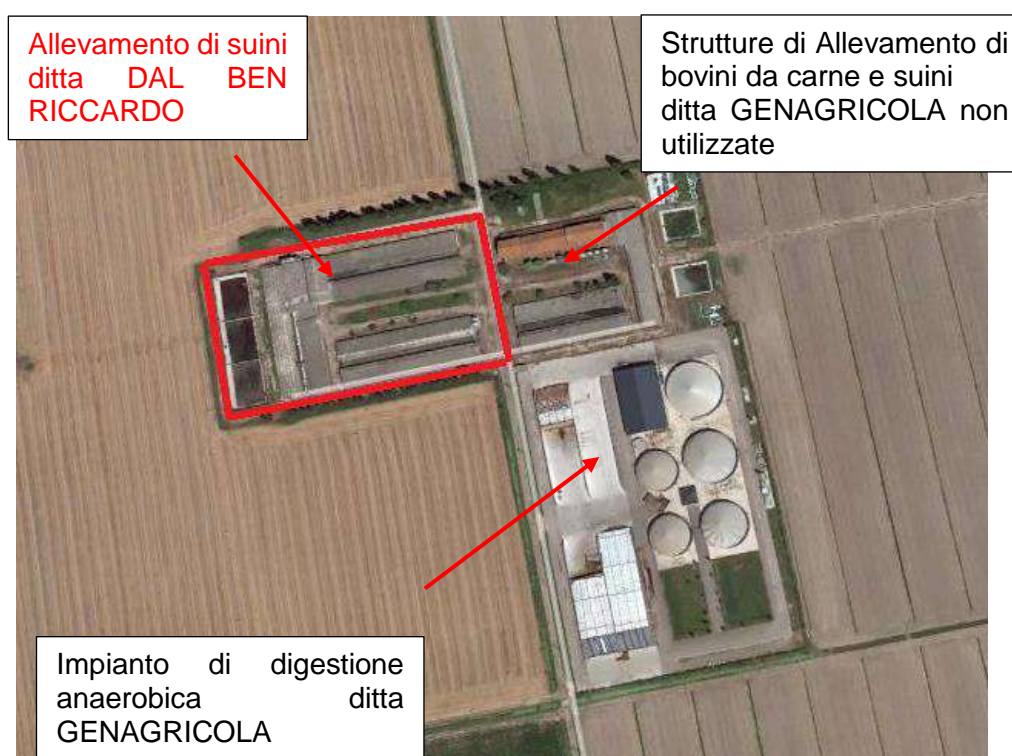 Allevamento di suini
ditta DAL BEN
RICCARDO
Strutture di Allevamento di
bovini da carne e suini
ditta GENAGRICOLA non
utilizzate
Impianto di digestione
anaerobica ditta
GENAGRICOLA